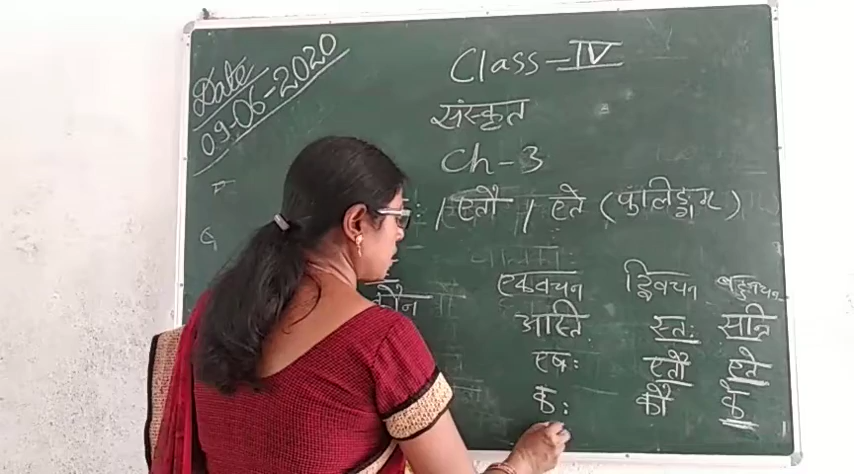 Date
09-06-2020
Class-IV
संस्कृत
Ch-3
: / एतौ / एते (पुंलिङ्गम्)
एकवचन द्विवचन बहुवचन
कौन अस्ति स्तः सन्ति
एषः एतौ एते
कः कौ के